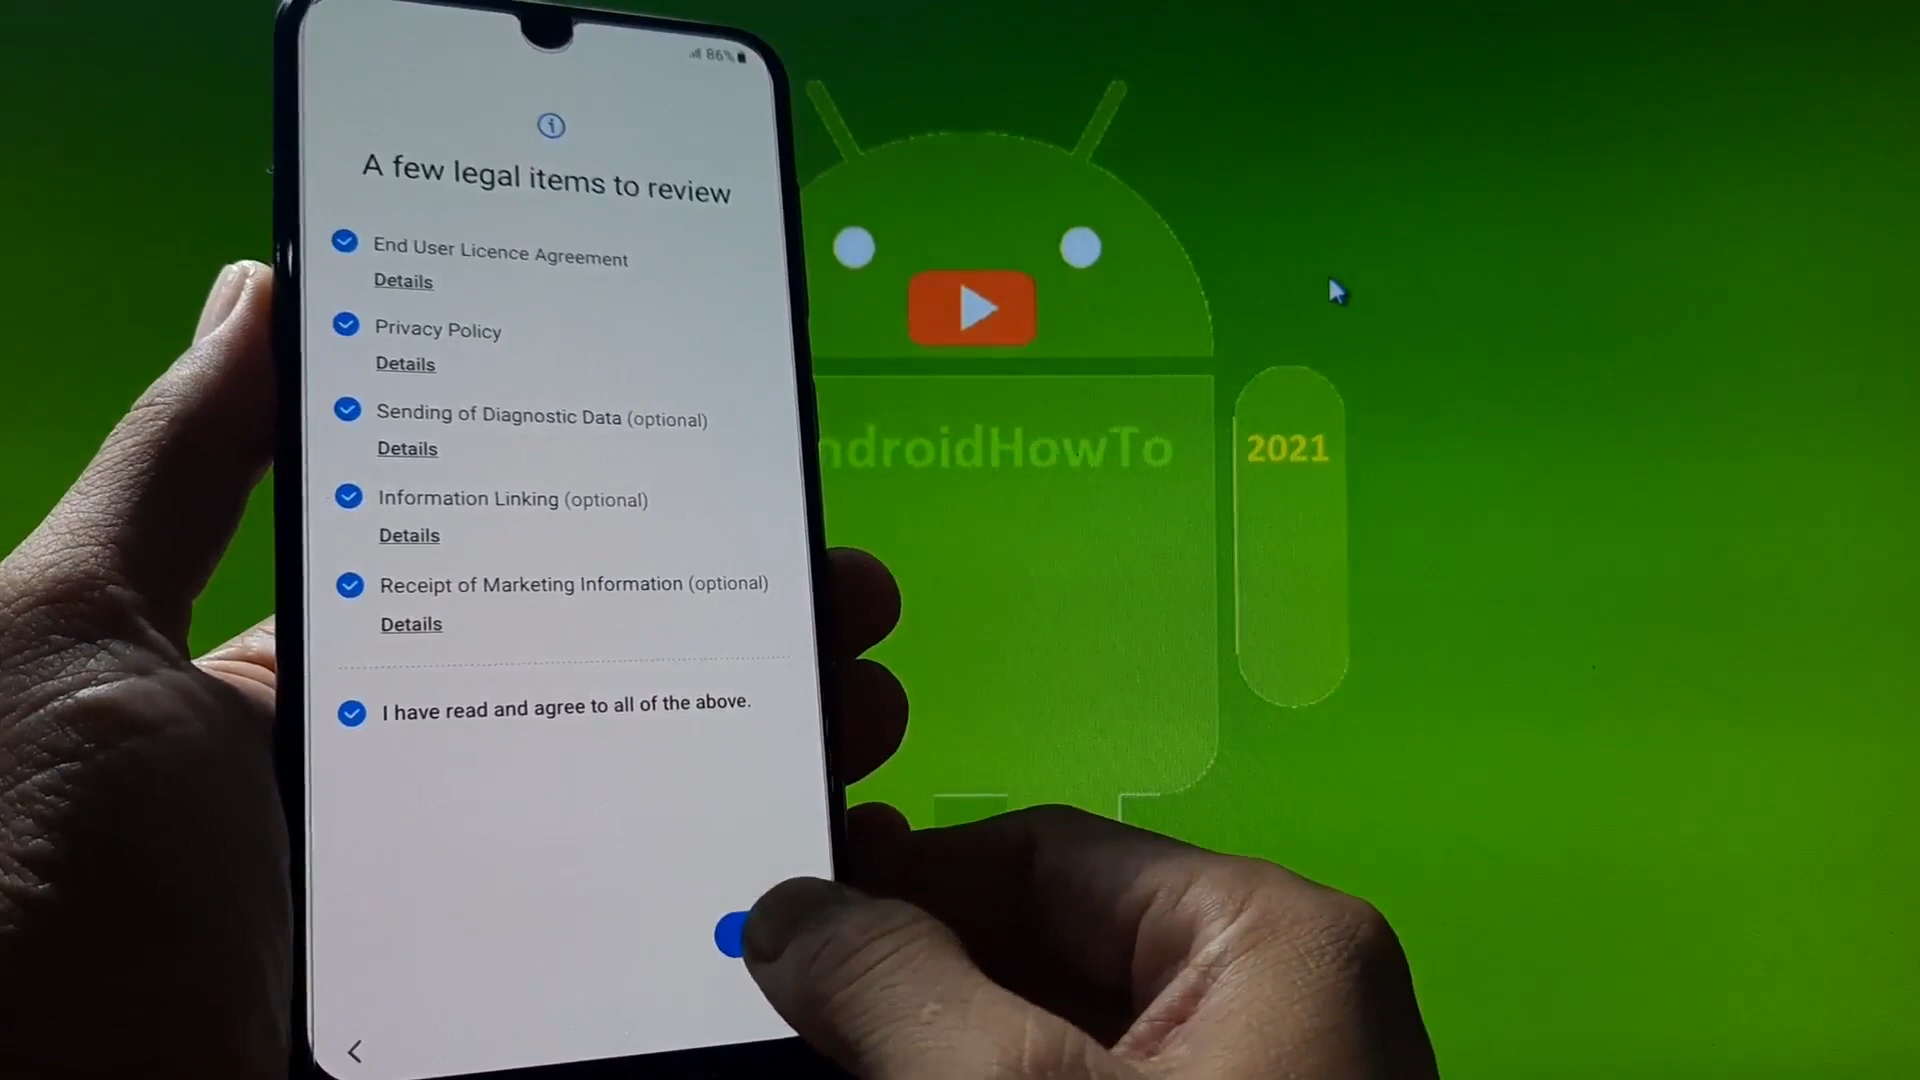 86%
A few legal items to review
End User Licence Agreement
Details
Privacy Policy
Details
Sending of Diagnostic Data (optional)
Details
Information Linking (optional)
Details
Receipt of Marketing Information (optional)
Details
I have read and agree to all of the above.
ndroidHowTo
2021